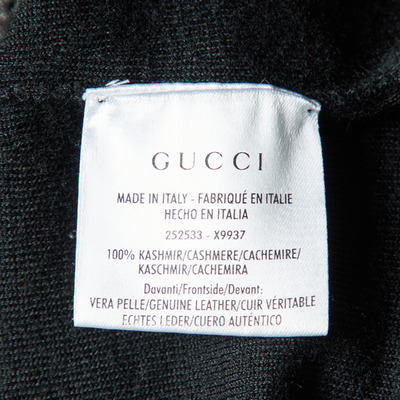 GUCCI
MADE IN ITALY - FABRIQUÉ EN ITALIE
HECHO EN ITALIA
252533 - X9937
100% KASHMIR/CASHMERE/CACHEMIRE/
KASCHMIR/CACHEMIRA
Davanti/Frontside/Devant:
VERA PELLE/GENUINE LEATHER/CUIR VÉRITABLE
ECHTES LEDER/CUERO AUTÉNTICO